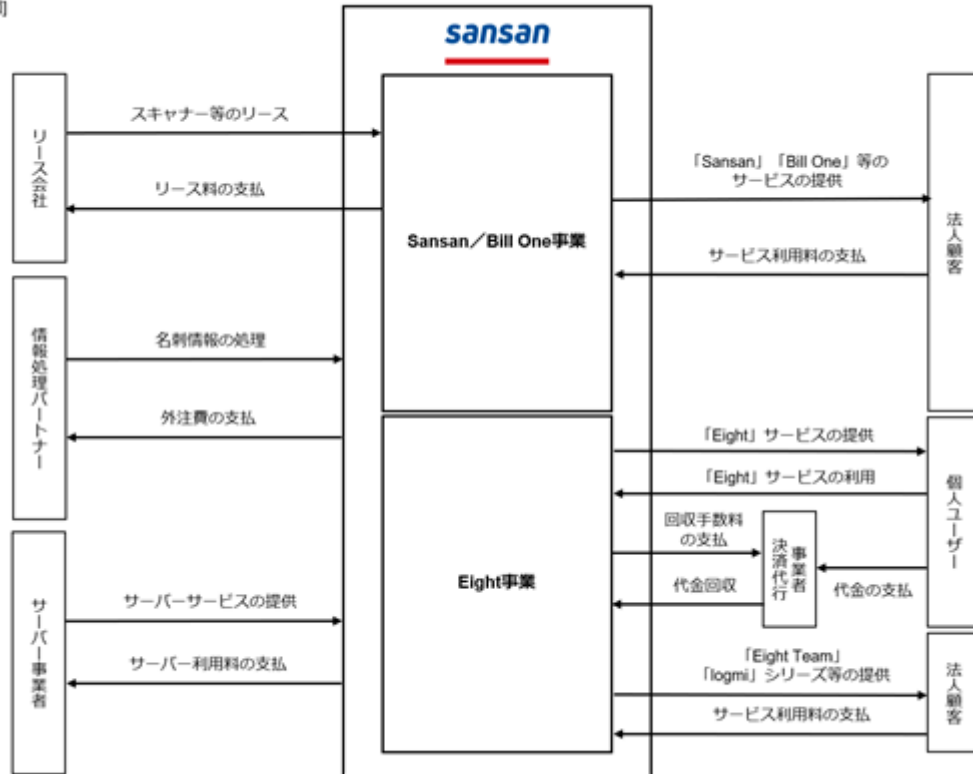 sansan
リース会社
スキャナー等のリース
リース料の支払
Sansan／Bill One事業
「Sansan」「Bill One」等の
サービスの提供
サービス利用料の支払
法人顧客
情報処理パートナー
名刺情報の処理
外注費の支払
Eight事業
「Eight」サービスの提供
「Eight」サービスの利用
回収手数料
の支払
代金回収
決済代行
事業者
代金の支払
個人ユーザー
サーバー事業者
サーバーサービスの提供
サーバー利用料の支払
「Eight Team」
「logmi」シリーズ等の提供
サービス利用料の支払
法人顧客